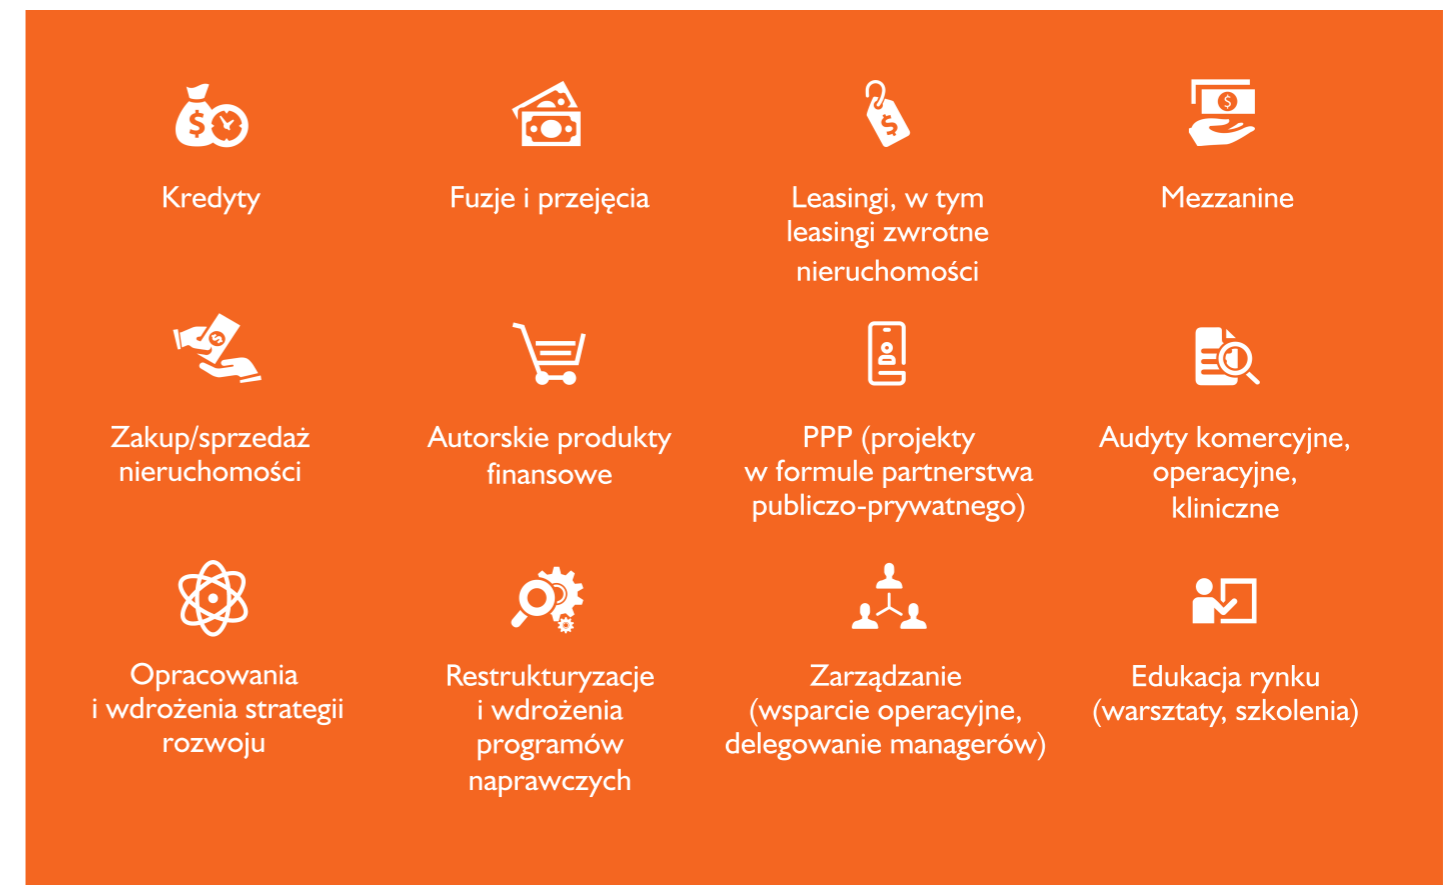 Kredyty
Fuzje i przejęcia
Leasingi, w tym
leasingi zwrotne
nieruchomości
Mezzanine
Zakup/sprzedaż
nieruchomości
Autorskie produkty
finansowe
PPP (projekty
w formule partnerstwa
publiczo-prywatnego)
Audyty komercyjne,
operacyjne,
kliniczne
Opracowania
i wdrożenia strategii
rozwoju
Restrukturyzacje
i wdrożenia
programów
naprawczych
Zarządzanie
(wsparcie operacyjne,
delegowanie managerów)
Edukacja rynku
(warsztaty, szkolenia)